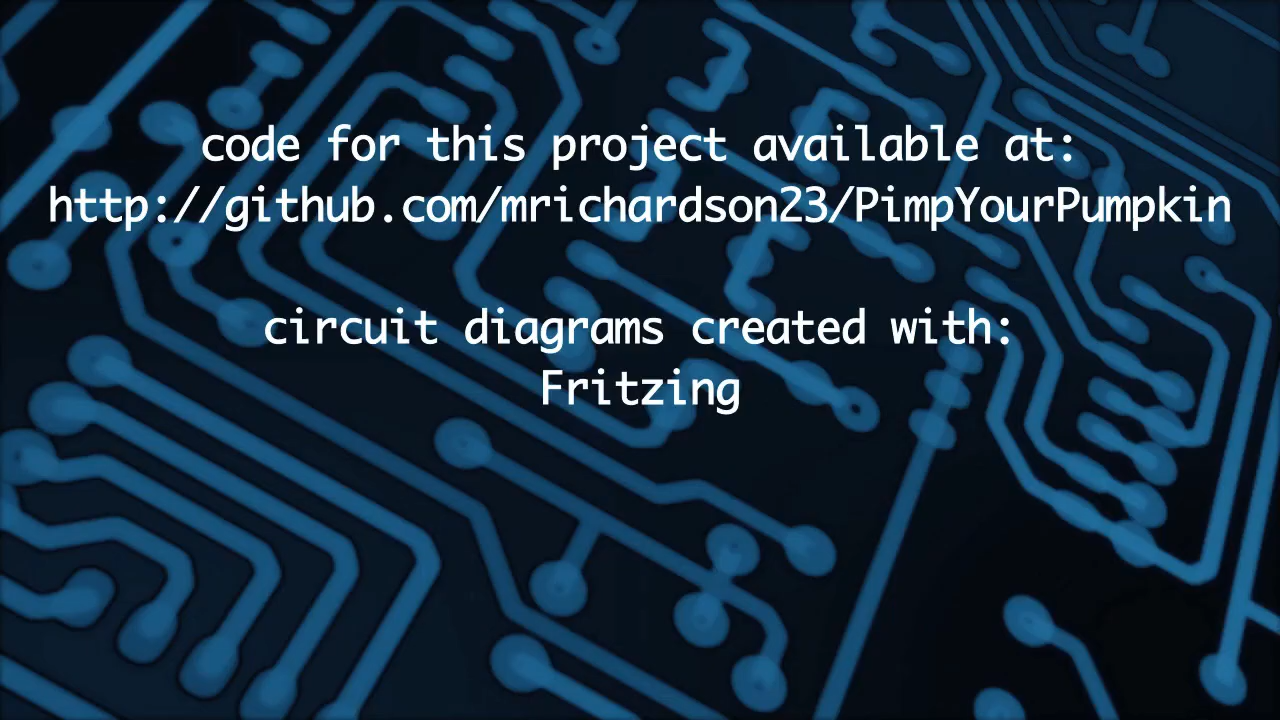 code for this project available at:
http://github.com/mrichardson23/PimpYourPumpkin
circuit diagrams created with:
Fritzing